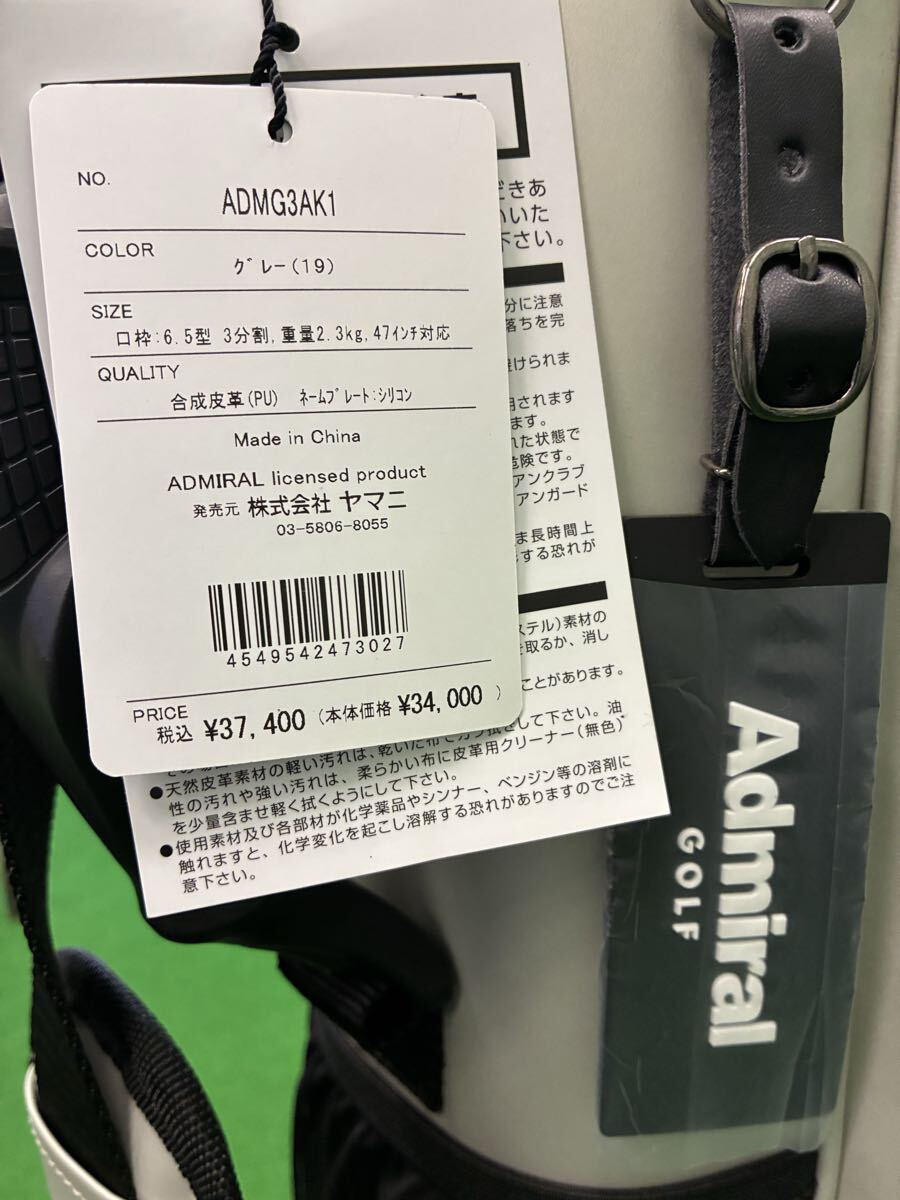 NO.
ADMG3AK1
COLOR
グレー(19)
SIZE
口枠:6.5型 3分割,重量2.3kg,47インチ対応
QUALITY
合成皮革(PU) ネームプレート:シリコン
Made in China
ADMIRAL licensed product
発売元 株式会社 ヤマニ
03-5806-8055
4549542473027
PRICE
税込 ¥37,400 (本体価格 ¥34,000 )
だきあ
いいた
下さい。
分に注意
落ちを完
避けられま
用されます
ます。
れた状態で
危険です。
アンクラブ
アンガード
ま長時間上
する恐れが
ステル)素材の
を取るか、消し
ことがあります。
して下さい。油
●天然皮革素材の軽い汚れは、乾いた布で
性の汚れや強い汚れは、柔らかい布に皮革用クリーナー(無色)
を少量含ませ軽く拭くようにして下さい。
●使用素材及び各部材が化学薬品やシンナー、ベンジン等の溶剤に
触れますと、化学変化を起こし溶解する恐れがありますのでご注
意下さい。
Admiral
GOLF